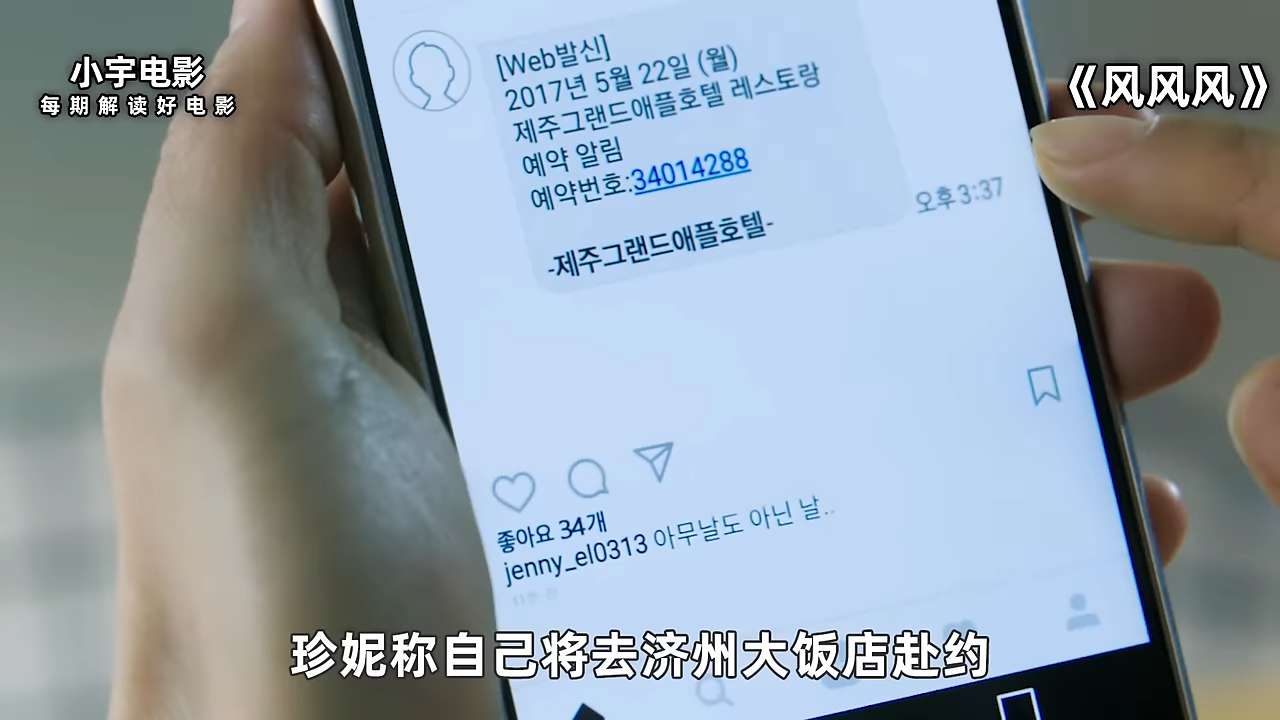 小宇电影
每期解读好电影
《风风风》
[Web발신]
2017년 5월 22일 (월)
제주그랜드애플호텔 레스토랑
예약 알림
예약번호:34014288
-제주그랜드애플호텔-
오후 3:37
좋아요 34개
jenny_el0313 아무날도 아닌 날..
珍妮称自己将去济州大饭店赴约